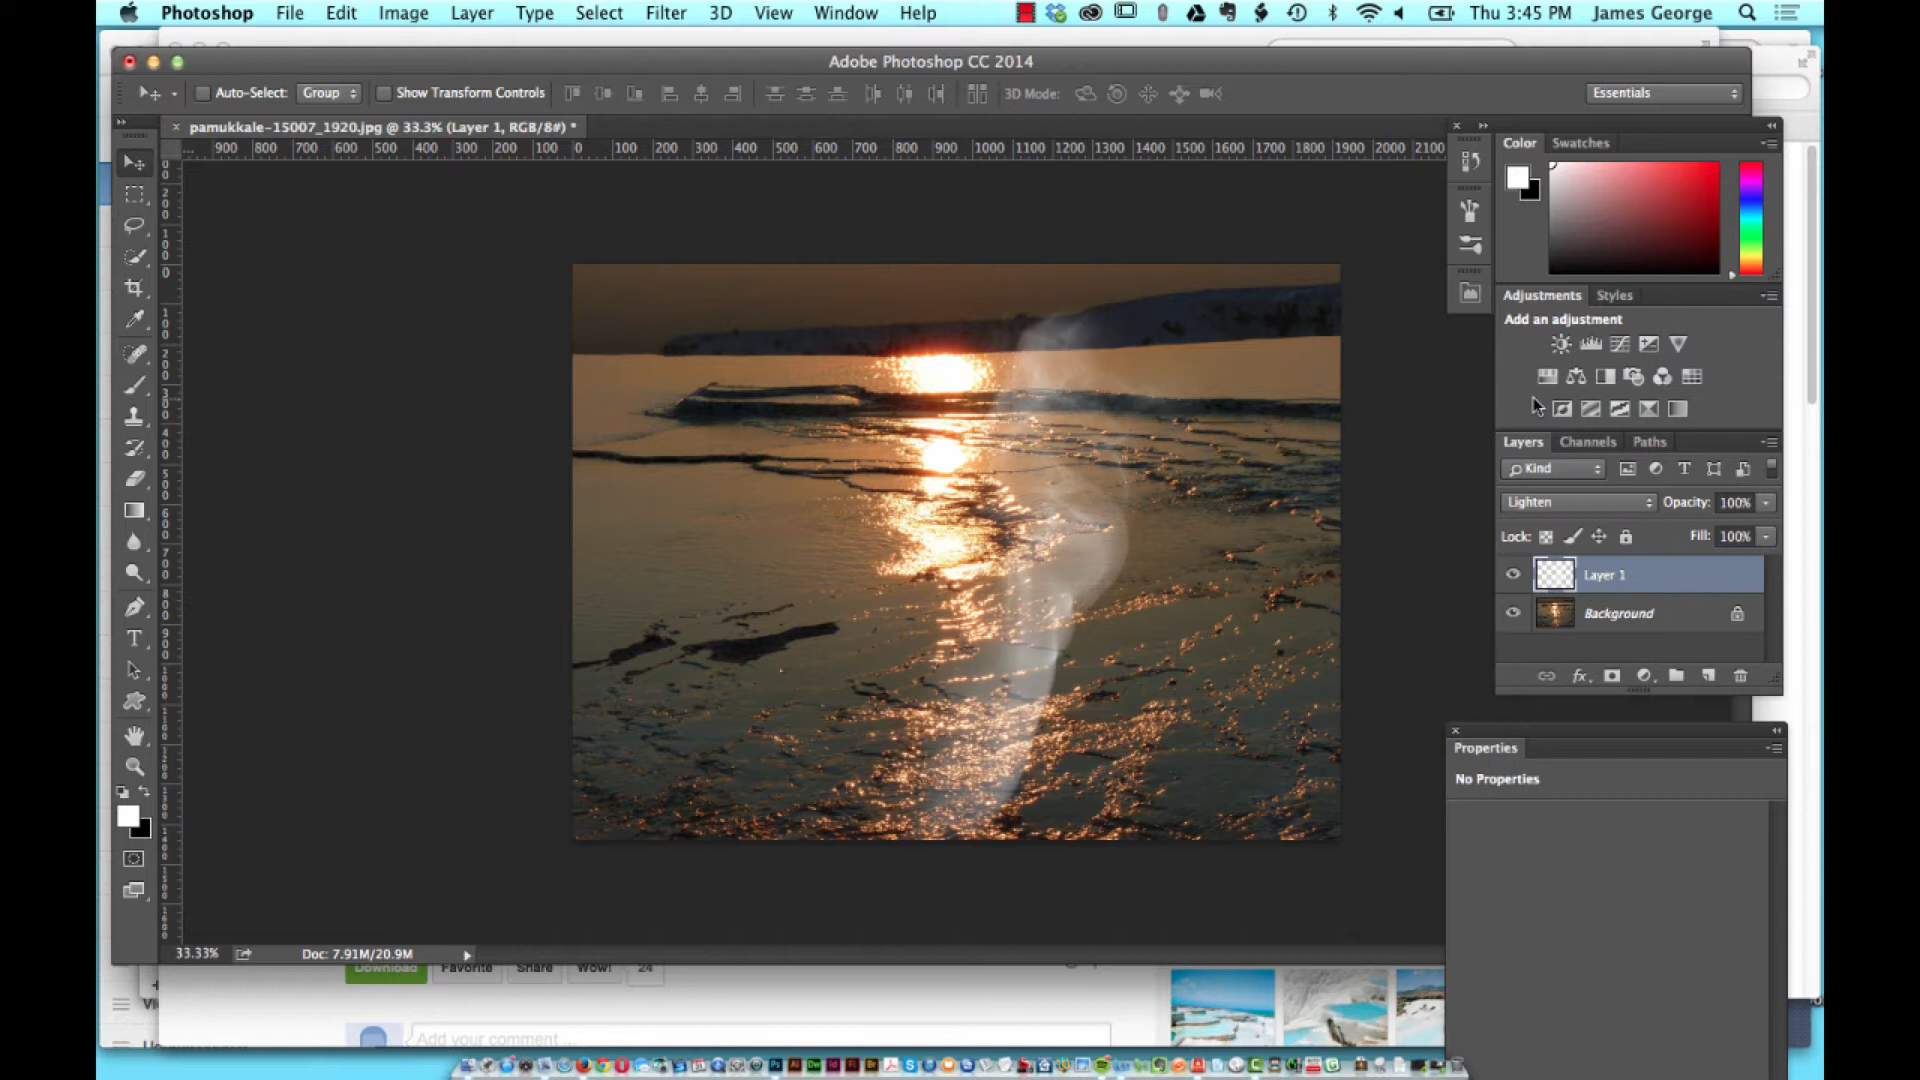 Photoshop File Edit Image Layer Type Select Filter 3D View Window Help Thu 3:45 PM James George
Adobe Photoshop CC 2014
Auto-Select: Group Show Transform Controls 3D Mode: Essentials
pamukkale-15007_1920.jpg @ 33.3% (Layer 1, RGB/8#) *
900 800 700 600 500 400 300 200 100 0 100 200 300 400 500 600 700 800 900 1000 1100 1200 1300 1400 1500 1600 1700 1800 1900 2000 2100
Color Swatches
Adjustments Styles
Add an adjustment
Layers Channels Paths
Kind
Lighten Opacity: 100%
Lock: Fill: 100%
Layer 1
Background
Properties
No Properties
33.33% Doc: 7.91M/20.9M
Download Favorite Share Wow! 24
Add your comment ...